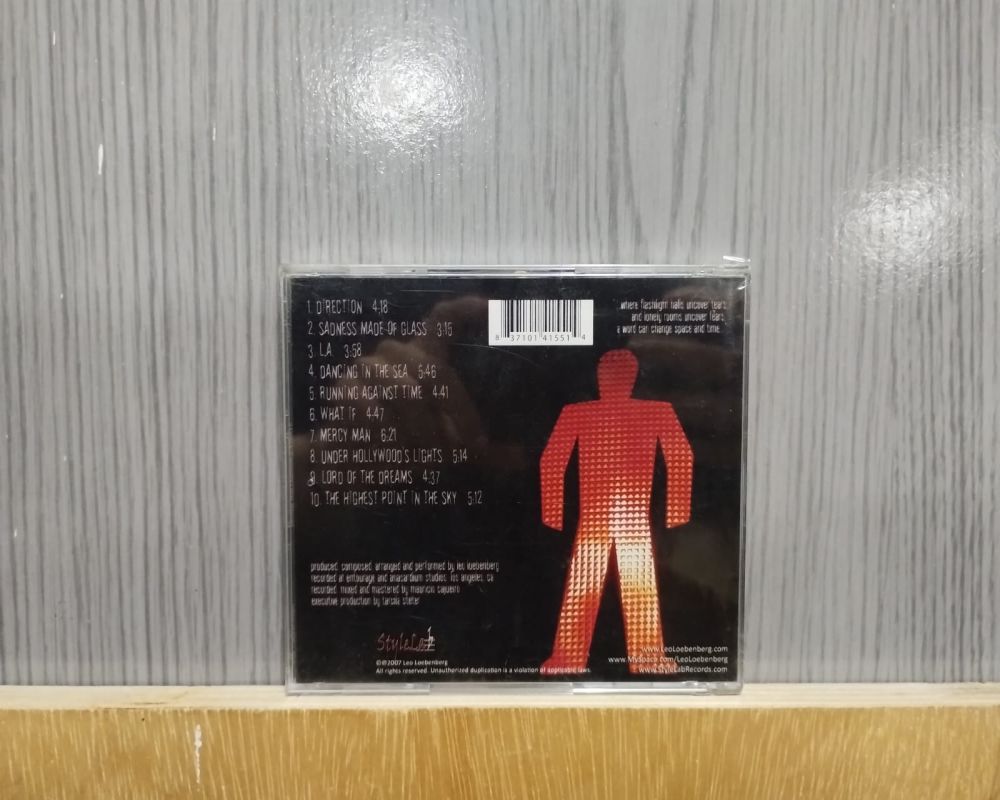 1. DIRECTION 4:18
2. SADNESS MADE OF GLASS 3:15
3. L.A. 3:58
4. DANCING IN THE SEA 5:46
5. RUNNING AGAINST TIME 4:41
6. WHAT IF 4:47
7. MERCY MAN 6:21
8. UNDER HOLLYWOOD'S LIGHTS 5:14
9. LORD OF THE DREAMS 4:37
10. THE HIGHEST POINT IN THE SKY 5:12
8 37101 41551 4
where flashlight halls uncover tears
and lonely rooms uncover fears
a word can change space and time
produced, composed, arranged and performed by leo loebenberg
recorded at entourage and anacardium studios, los angeles, ca
recorded, mixed and mastered by mauricio cajueiro
executive production by
StyleLab
©℗2007 Leo Loebenberg
All rights reserved. Unauthorized duplication is a violation of applicable laws.
www.LeoLoebenberg.com
www.MySpace.com/LeoLoebenberg
www.StyleLabRecords.com